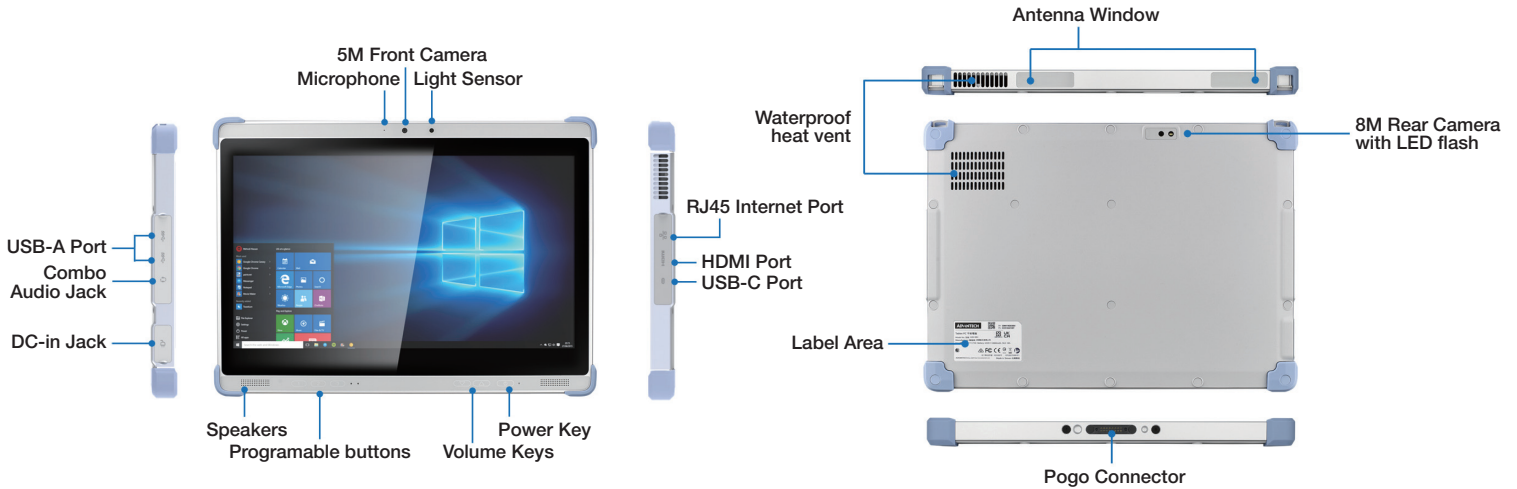 Antenna Window
5M Front Camera
Microphone
Light Sensor
Waterproof
heat vent
8M Rear Camera
with LED flash
RJ45 Internet Port
USB-A Port
HDMI Port
Combo
Audio Jack
USB-C Port
HDMI
DC-in Jack
Label Area
ADVANTECH
Speakers
Power Key
Programable buttons
Volume Keys
Pogo Connector